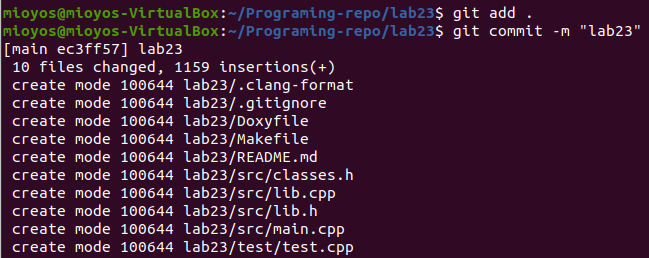 mioyos@mioyos-VirtualBox:~/Programing-repo/lab23$ git add .
mioyos@mioyos-VirtualBox:~/Programing-repo/lab23$ git commit -m "lab23"
[main ec3ff57] lab23
 10 files changed, 1159 insertions(+)
 create mode 100644 lab23/.clang-format
 create mode 100644 lab23/.gitignore
 create mode 100644 lab23/Doxyfile
 create mode 100644 lab23/Makefile
 create mode 100644 lab23/README.md
 create mode 100644 lab23/src/classes.h
 create mode 100644 lab23/src/lib.cpp
 create mode 100644 lab23/src/lib.h
 create mode 100644 lab23/src/main.cpp
 create mode 100644 lab23/test/test.cpp